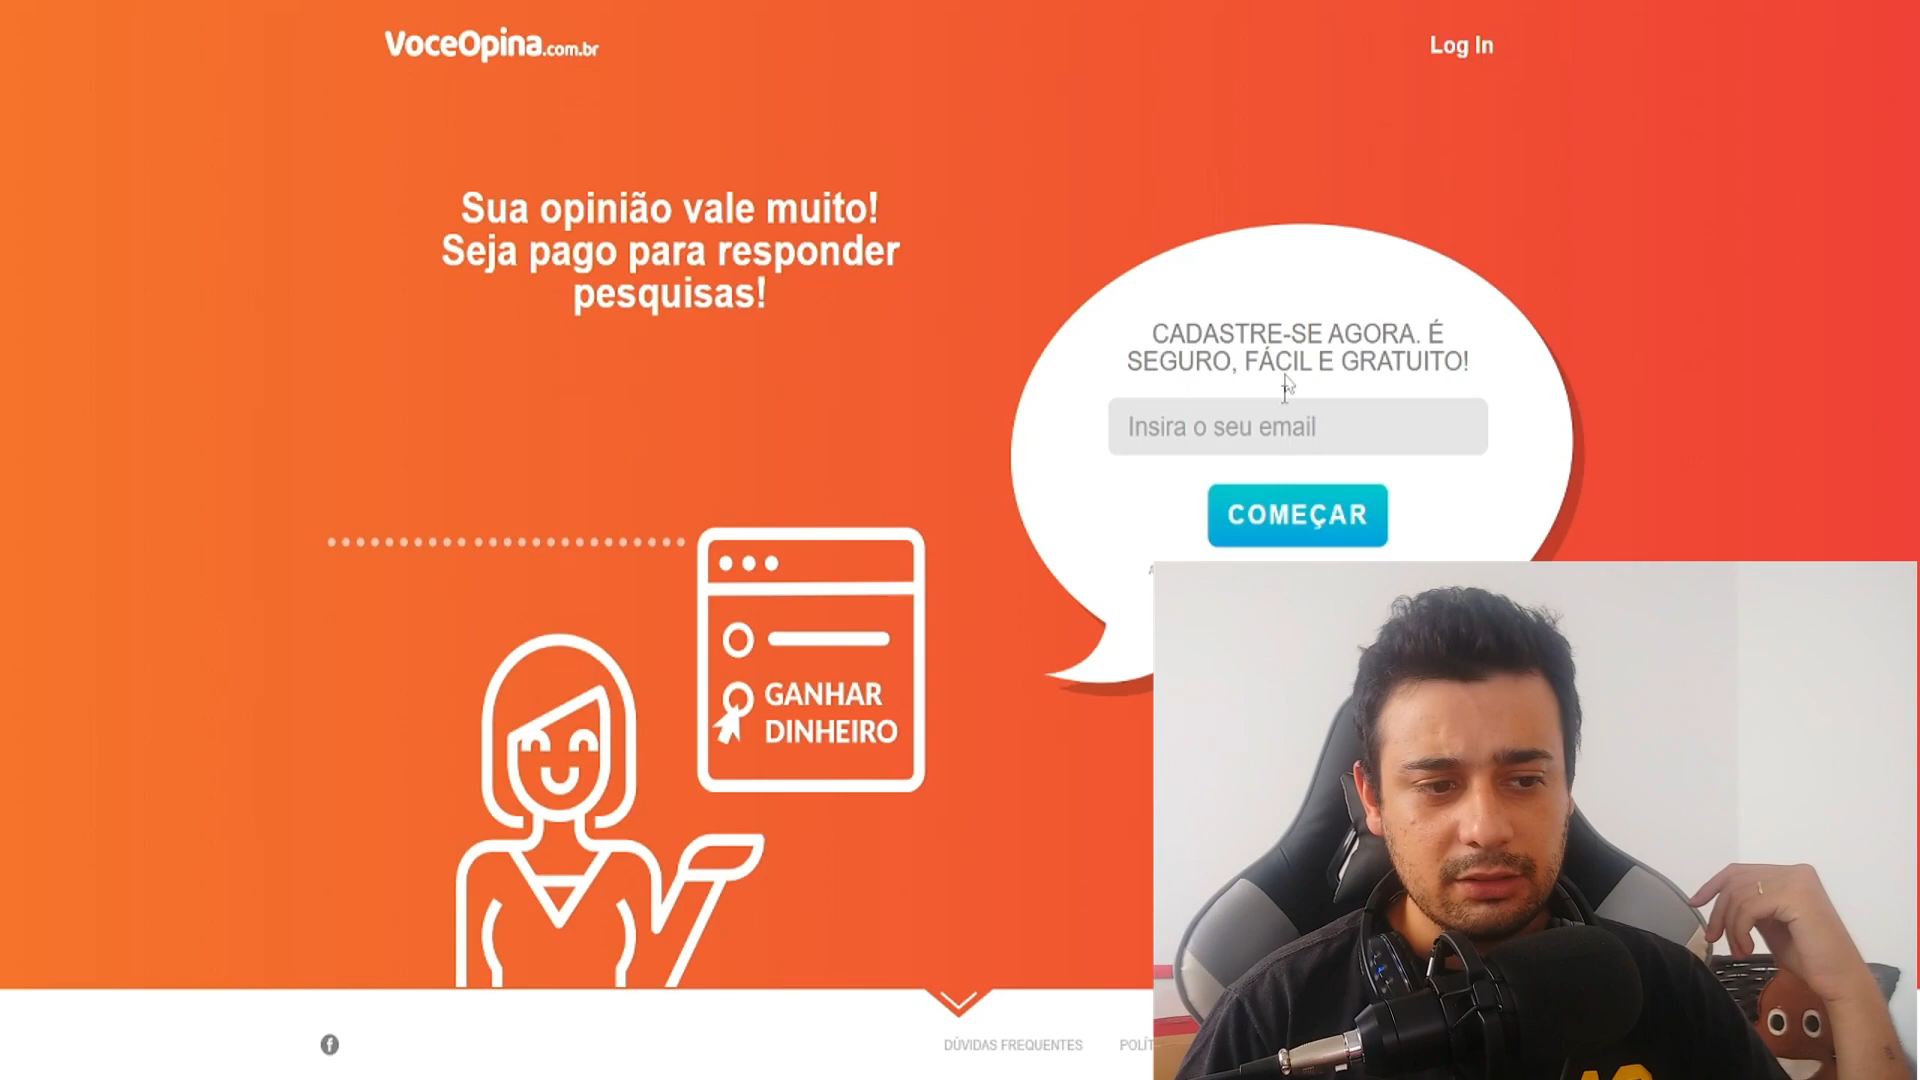 VoceOpina.com.br
Log In
Sua opinião vale muito!
Seja pago para responder
pesquisas!
CADASTRE-SE AGORA. É
SEGURO, FÁCIL E GRATUITO!
Insira o seu email
COMEÇAR
GANHAR
DINHEIRO
DÚVIDAS FREQUENTES